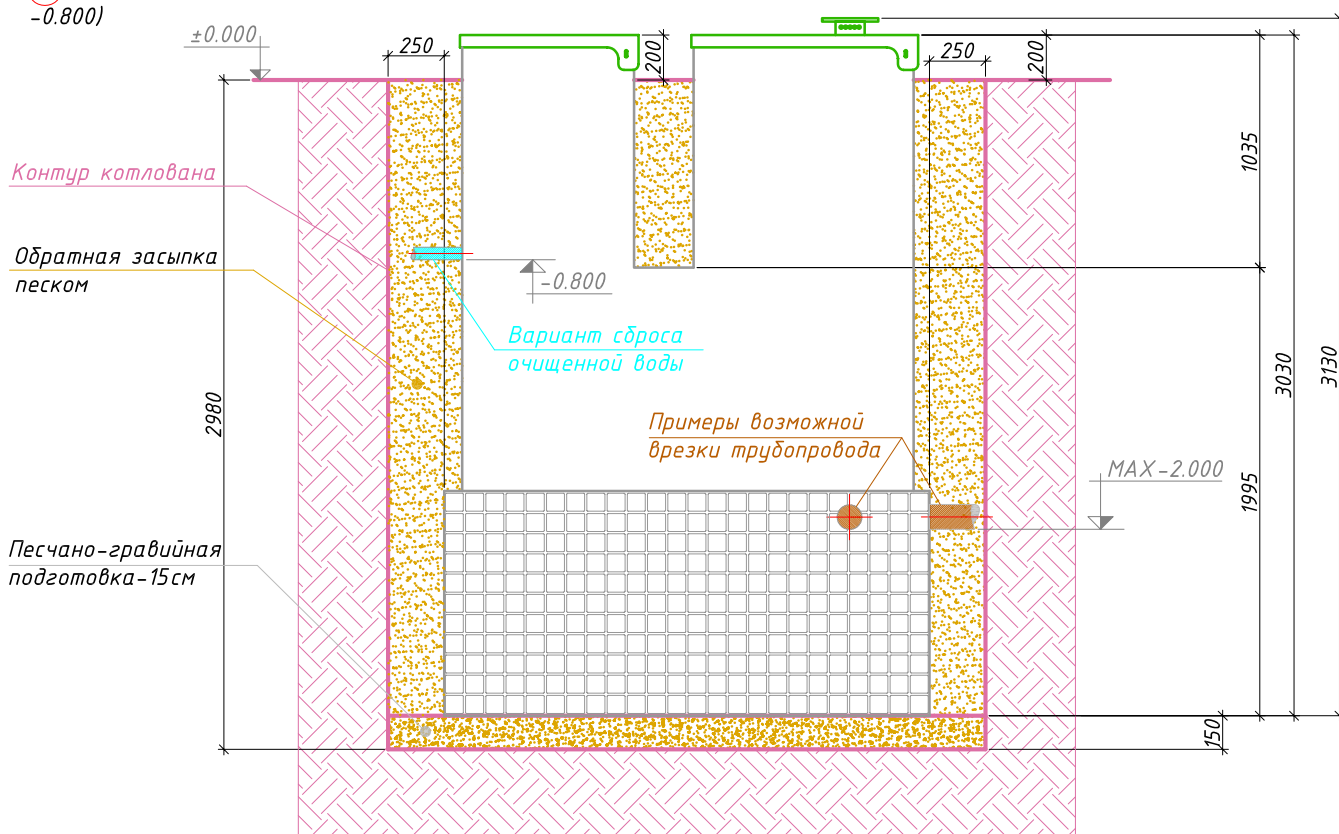 -0.800)
±0.000
250
200
250
200
Контур котлована
1035
Обратная засыпка
песком
-0.800
Вариант сброса
очищенной воды
2980
3030
3130
Примеры возможной
врезки трубопровода
MAX-2.000
1995
Песчано-гравийная
подготовка-15см
150